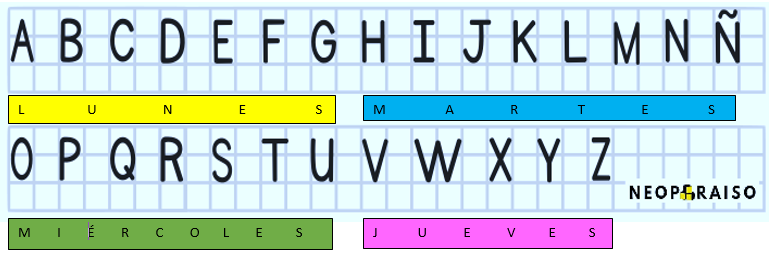 A B C D E F G H I J K L M N Ñ
L U N E S M A R T E S
O P Q R S T U V W X Y Z
NEOPARAISO
M I É R C O L E S J U E V E S